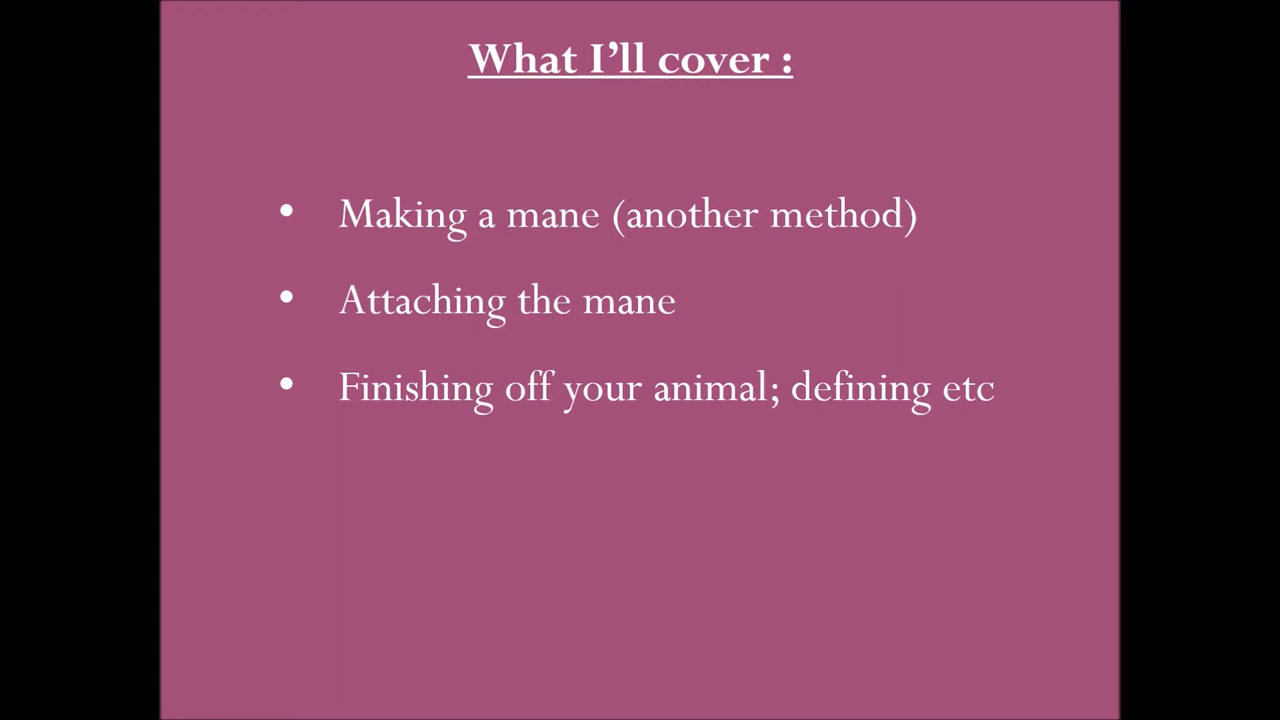 What I’ll cover :
• Making a mane (another method)
• Attaching the mane
• Finishing off your animal; defining etc